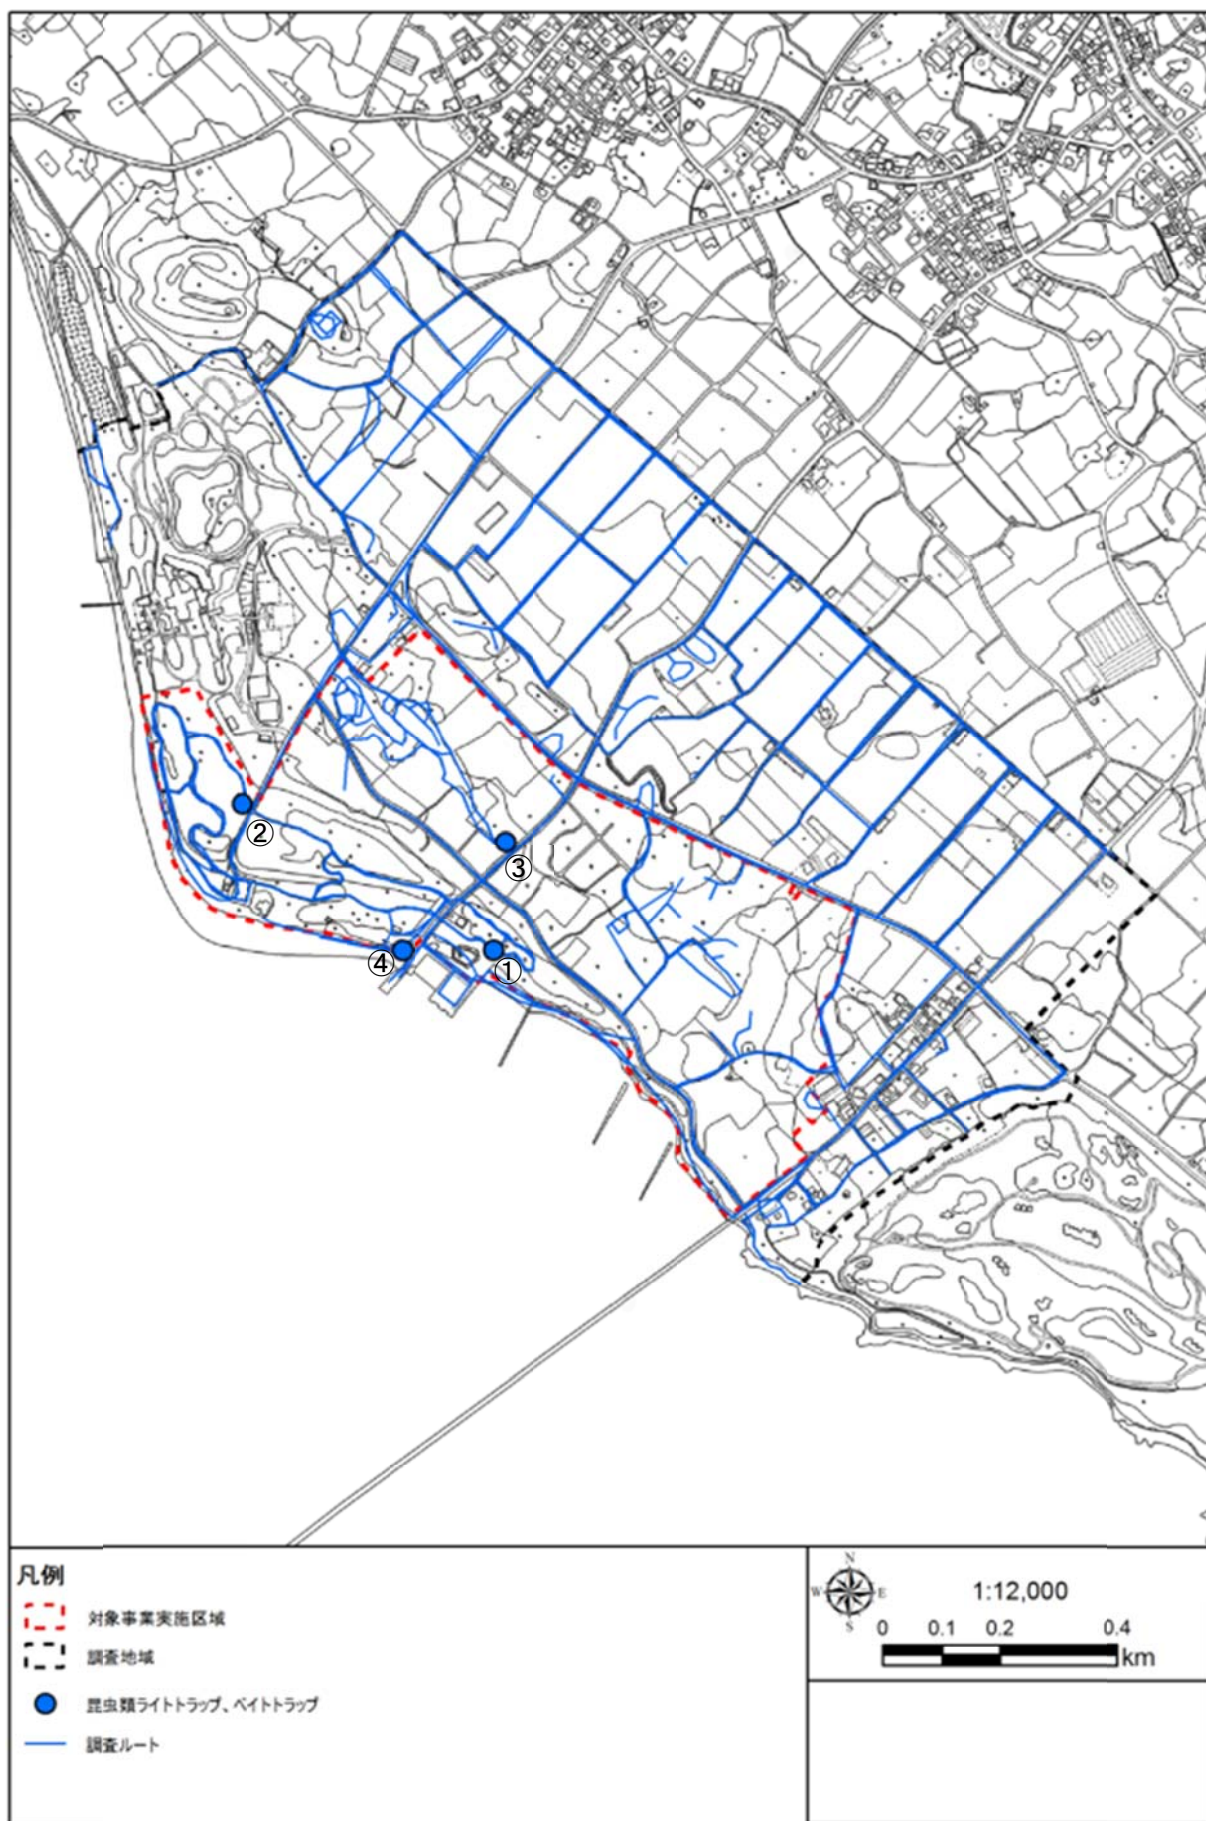 ②
③
④
①
凡例
対象事業実施区域
調査地域
昆虫類ライトトラップ、ベイトトラップ
調査ルート
N
W E
S
1:12,000
0 0.1 0.2 0.4
km